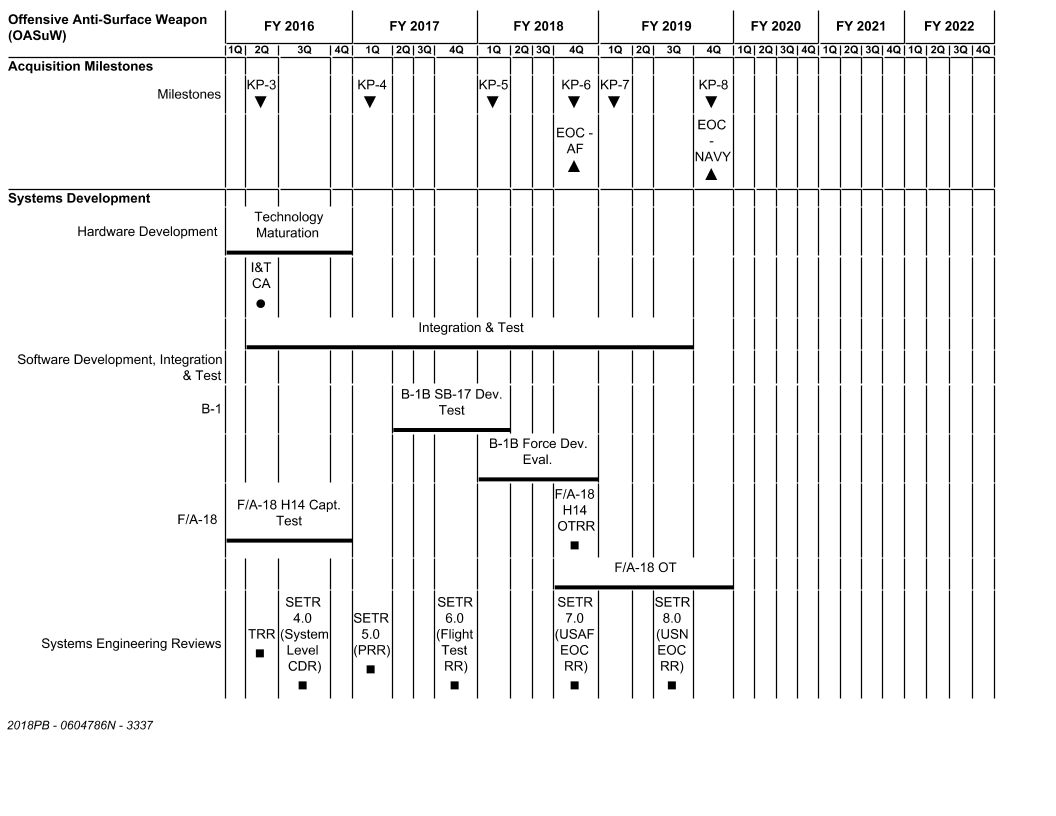 Offensive Anti-Surface Weapon
(OASuW)
FY 2016 FY 2017 FY 2018 FY 2019 FY 2020 FY 2021 FY 2022
1Q 2Q 3Q 4Q 1Q 2Q 3Q 4Q 1Q 2Q 3Q 4Q 1Q 2Q 3Q 4Q 1Q 2Q 3Q 4Q 1Q 2Q 3Q 4Q 1Q 2Q 3Q 4Q
Acquisition Milestones
Milestones
KP-3 KP-4 KP-5 KP-6 KP-7 KP-8
EOC -
AF
EOC
-
NAVY
Systems Development
Hardware Development
Technology
Maturation
I&T
CA
Integration & Test
Software Development, Integration
& Test
B-1
B-1B SB-17 Dev.
Test
B-1B Force Dev.
Eval.
F/A-18
F/A-18 H14 Capt.
Test
F/A-18
H14
OTRR
F/A-18 OT
Systems Engineering Reviews
TRR
SETR
4.0
(System
Level
CDR)
SETR
5.0
(PRR)
SETR
6.0
(Flight
Test
RR)
SETR
7.0
(USAF
EOC
RR)
SETR
8.0
(USN
EOC
RR)
2018PB - 0604786N - 3337